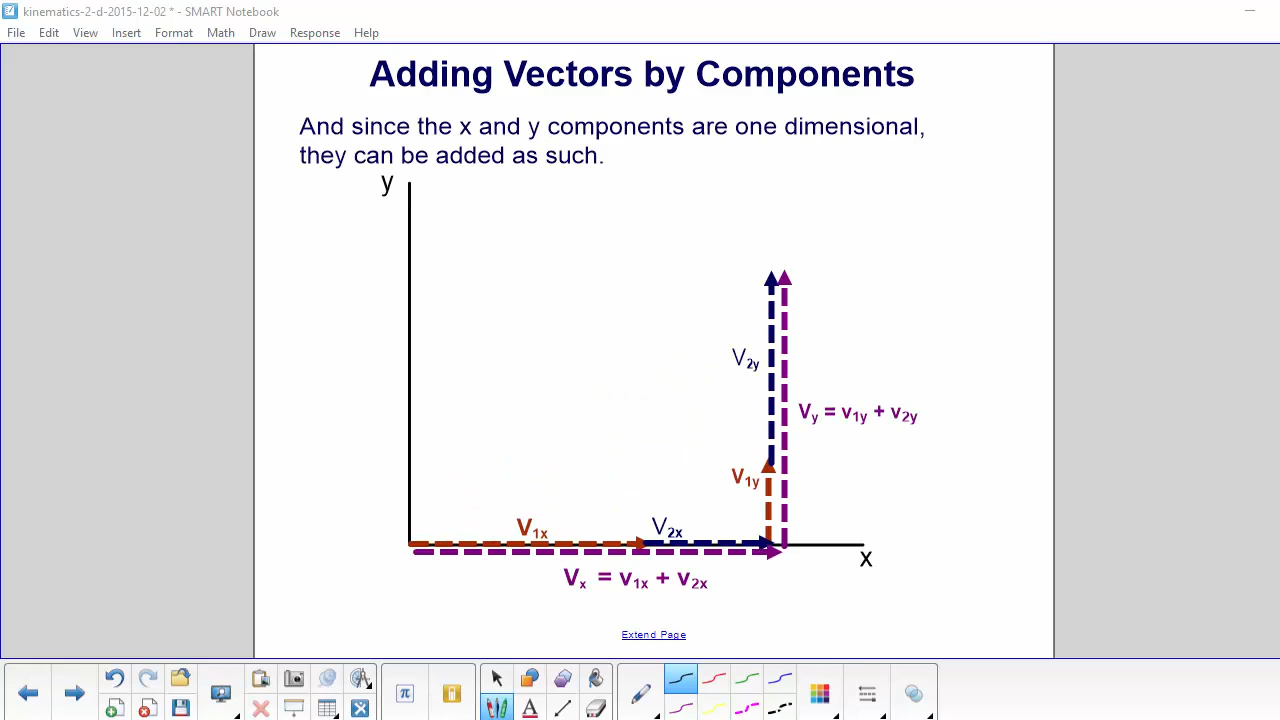 kinematics-2-d-2015-12-02 * - SMART Notebook
File Edit View Insert Format Math Draw Response Help
Adding Vectors by Components
And since the x and y components are one dimensional,
they can be added as such.
y
V2y
Vy = v1y + v2y
V1y
V1x
V2x
x
Vx = v1x + v2x
Extend Page
π
A